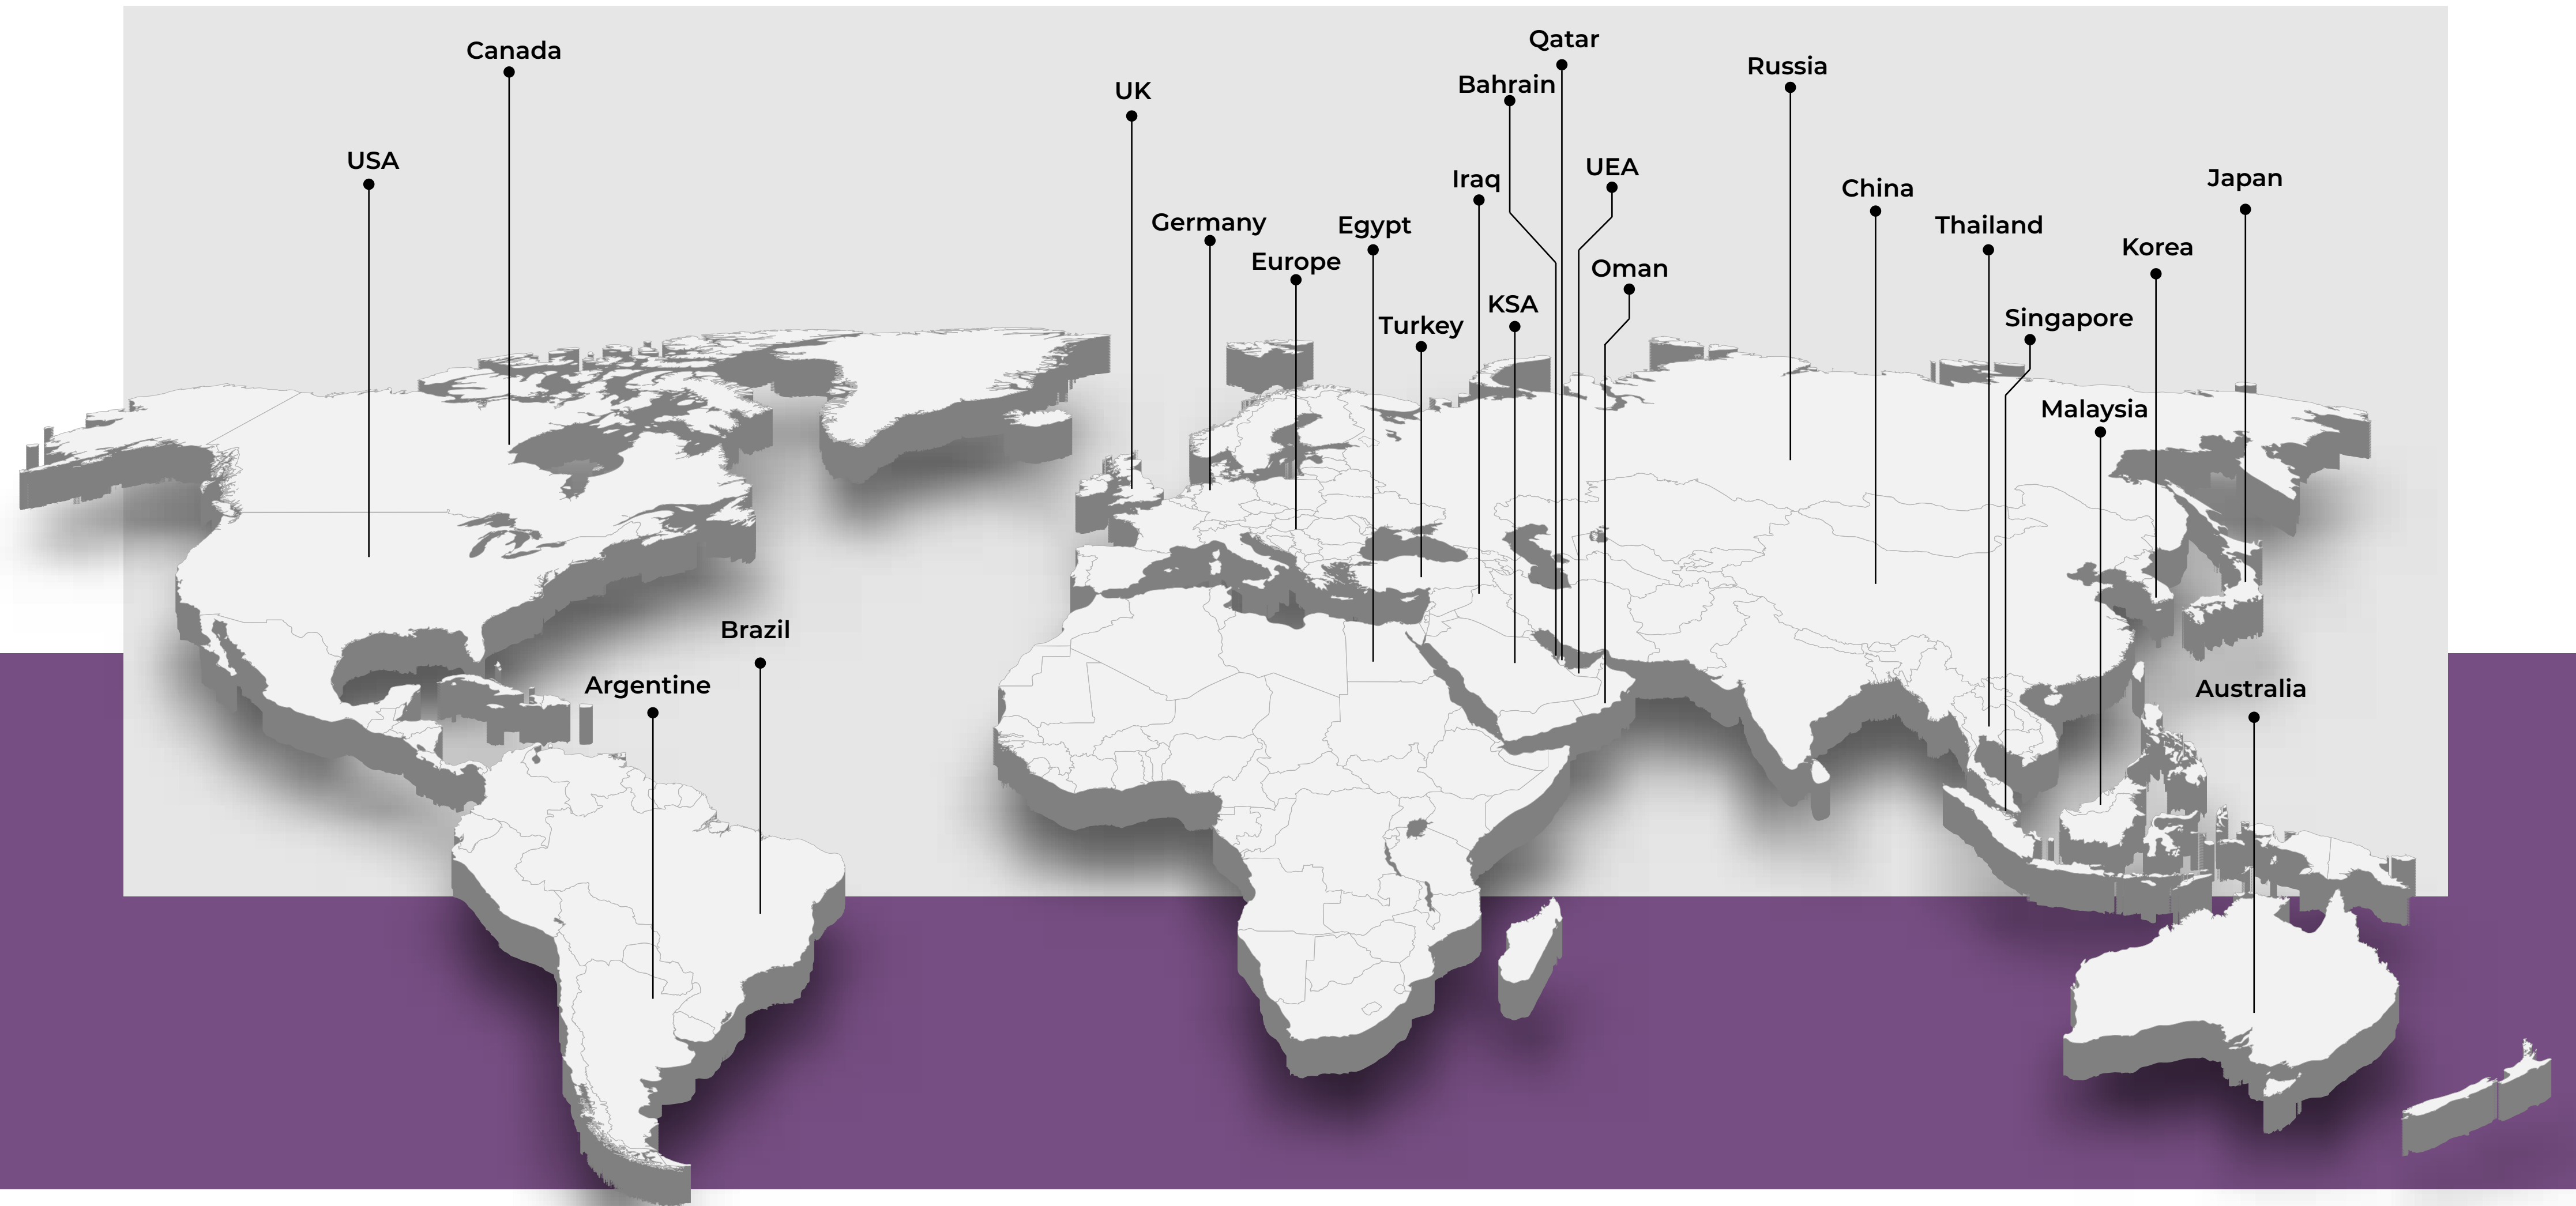 Qatar
Canada
Russia
Bahrain
UK
USA
UEA
Japan
Iraq
China
Germany
Egypt
Thailand
Korea
Europe
Oman
KSA
Singapore
Turkey
Malaysia
Brazil
Argentine
Australia